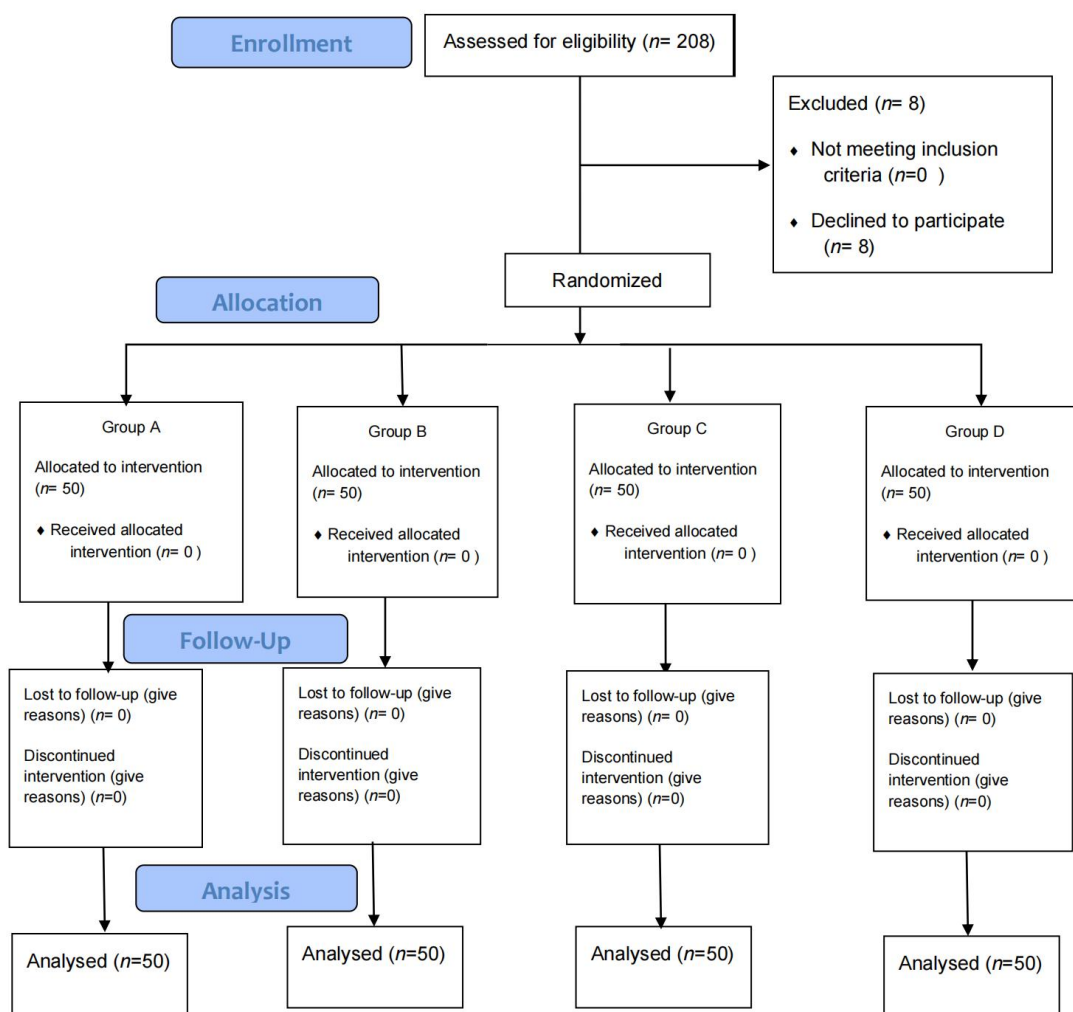 Enrollment
Assessed for eligibility (n= 208)
Excluded (n= 8)
♦ Not meeting inclusion
criteria (n=0 )
♦ Declined to participate
(n= 8)
Randomized
Allocation
Group A
Allocated to intervention
(n= 50)
♦ Received allocated
intervention (n= 0 )
Group B
Allocated to intervention
(n= 50)
♦ Received allocated
intervention (n= 0 )
Group C
Allocated to intervention
(n= 50)
♦ Received allocated
intervention (n= 0 )
Group D
Allocated to intervention
(n= 50)
♦ Received allocated
intervention (n= 0 )
Follow-Up
Lost to follow-up (give
reasons) (n= 0)
Discontinued
intervention (give
reasons) (n=0)
Lost to follow-up (give
reasons) (n= 0)
Discontinued
intervention (give
reasons) (n=0)
Lost to follow-up (give
reasons) (n= 0)
Discontinued
intervention (give
reasons) (n=0)
Lost to follow-up (give
reasons) (n= 0)
Discontinued
intervention (give
reasons) (n=0)
Analysis
Analysed (n=50)
Analysed (n=50)
Analysed (n=50)
Analysed (n=50)